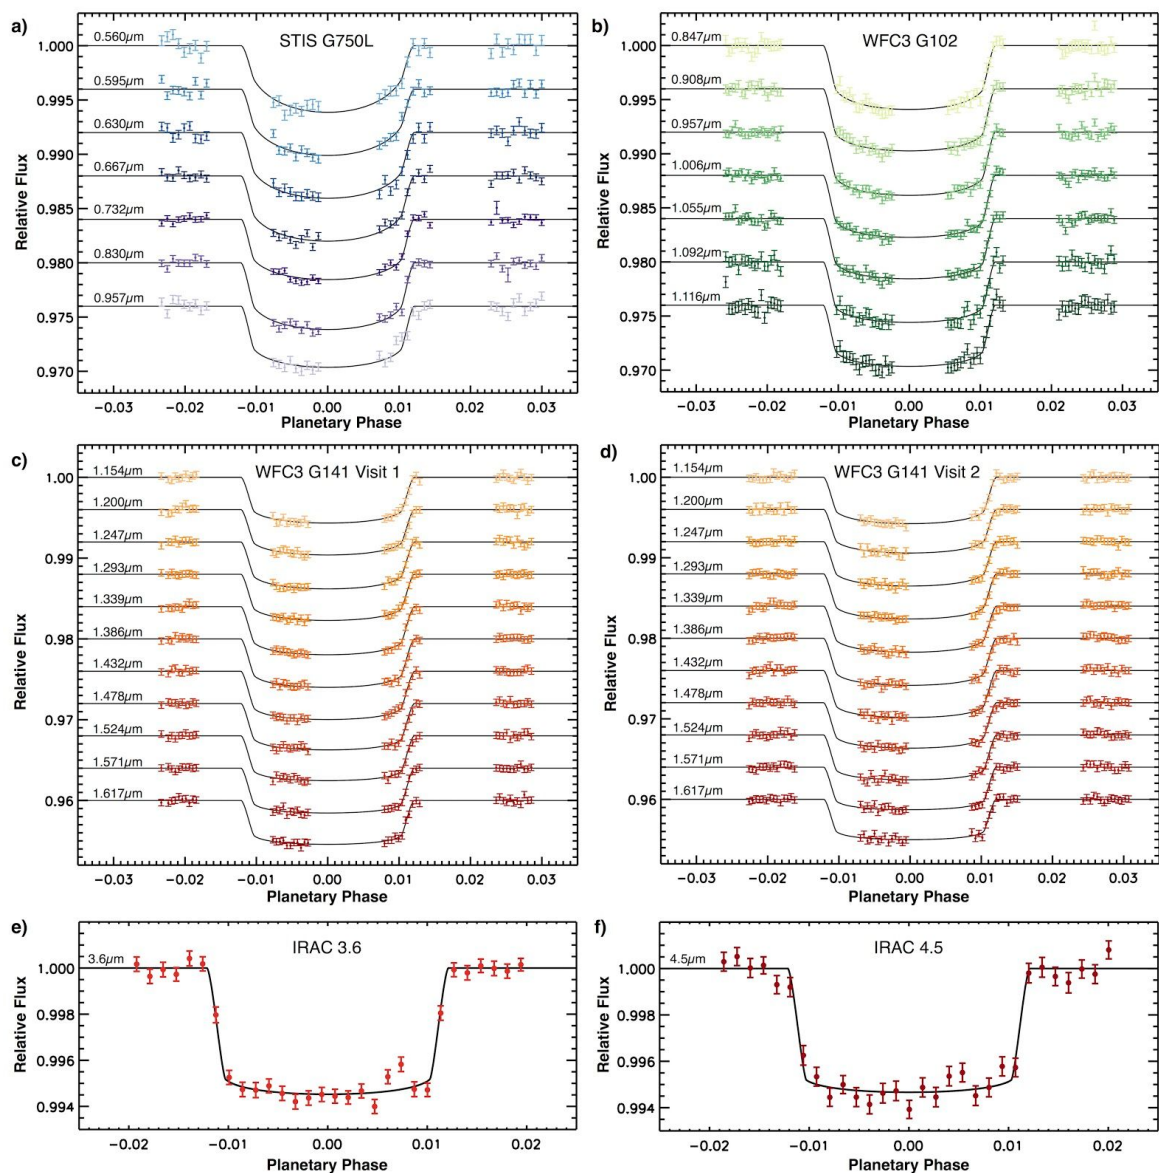 a)
STIS G750L
0.560μm
0.595μm
0.630μm
0.667μm
0.732μm
0.830μm
0.957μm
1.000
0.995
0.990
0.985
0.980
0.975
0.970
Relative Flux
−0.03 −0.02 −0.01 0.00 0.01 0.02 0.03
Planetary Phase
b)
WFC3 G102
0.847μm
0.908μm
0.957μm
1.006μm
1.055μm
1.092μm
1.116μm
1.000
0.995
0.990
0.985
0.980
0.975
0.970
Relative Flux
−0.03 −0.02 −0.01 0.00 0.01 0.02 0.03
Planetary Phase
c)
WFC3 G141 Visit 1
1.154μm
1.200μm
1.247μm
1.293μm
1.339μm
1.386μm
1.432μm
1.478μm
1.524μm
1.571μm
1.617μm
1.00
0.99
0.98
0.97
0.96
Relative Flux
−0.03 −0.02 −0.01 0.00 0.01 0.02 0.03
Planetary Phase
d)
WFC3 G141 Visit 2
1.154μm
1.200μm
1.247μm
1.293μm
1.339μm
1.386μm
1.432μm
1.478μm
1.524μm
1.571μm
1.617μm
1.00
0.99
0.98
0.97
0.96
Relative Flux
−0.03 −0.02 −0.01 0.00 0.01 0.02 0.03
Planetary Phase
e)
IRAC 3.6
3.6μm
1.000
0.998
0.996
0.994
Relative Flux
−0.02 −0.01 0.00 0.01 0.02
Planetary Phase
f)
IRAC 4.5
4.5μm
1.000
0.998
0.996
0.994
Relative Flux
−0.02 −0.01 0.00 0.01 0.02
Planetary Phase